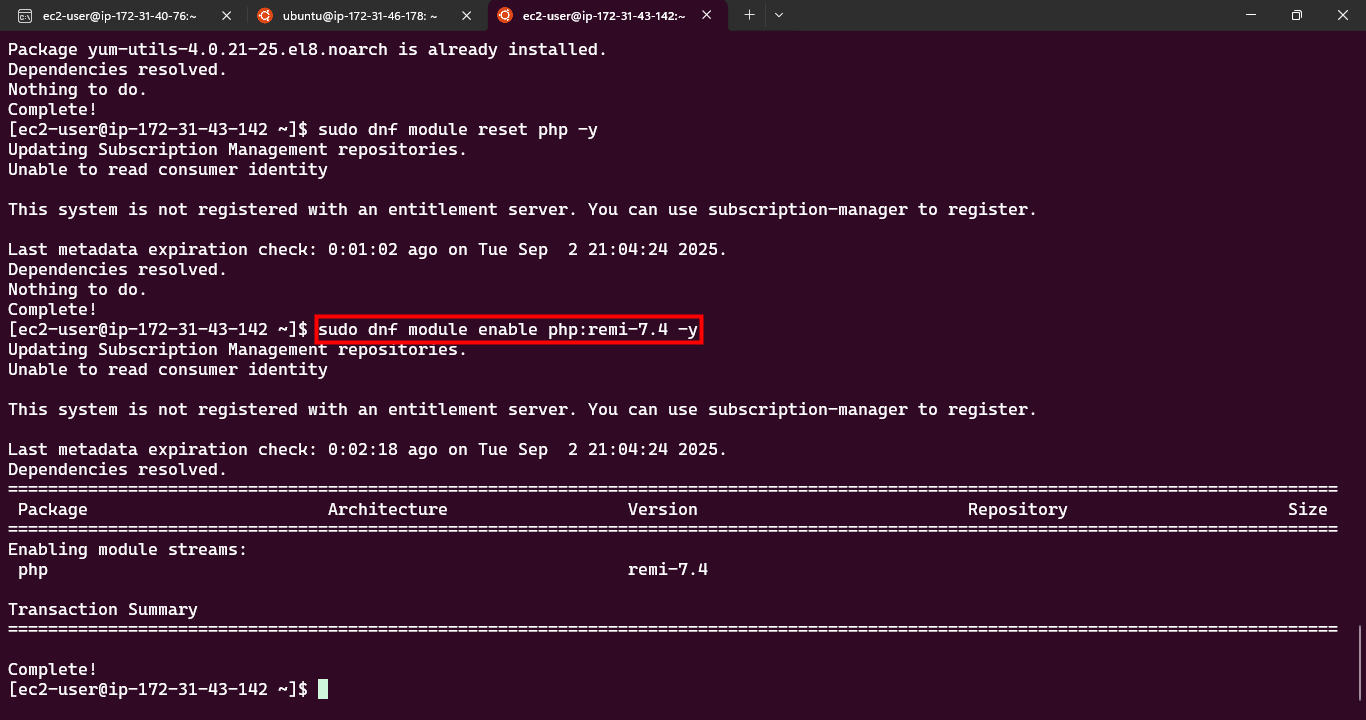 ec2-user@ip-172-31-40-76:~
ubuntu@ip-172-31-46-178: ~
ec2-user@ip-172-31-43-142:~
Package yum-utils-4.0.21-25.el8.noarch is already installed.
Dependencies resolved.
Nothing to do.
Complete!
[ec2-user@ip-172-31-43-142 ~]$ sudo dnf module reset php -y
Updating Subscription Management repositories.
Unable to read consumer identity
This system is not registered with an entitlement server. You can use subscription-manager to register.
Last metadata expiration check: 0:01:02 ago on Tue Sep  2 21:04:24 2025.
Dependencies resolved.
Nothing to do.
Complete!
[ec2-user@ip-172-31-43-142 ~]$ sudo dnf module enable php:remi-7.4 -y
Updating Subscription Management repositories.
Unable to read consumer identity
This system is not registered with an entitlement server. You can use subscription-manager to register.
Last metadata expiration check: 0:02:18 ago on Tue Sep  2 21:04:24 2025.
Dependencies resolved.
Package Architecture Version Repository Size
Enabling module streams:
php remi-7.4
Transaction Summary
Complete!
[ec2-user@ip-172-31-43-142 ~]$